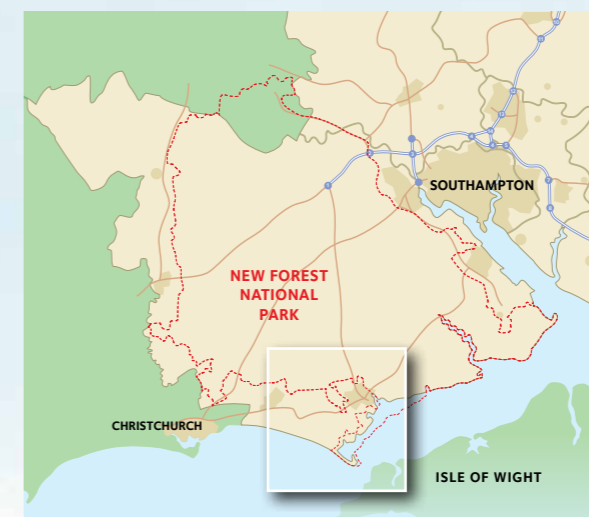 SOUTHAMPTON
NEW FOREST
NATIONAL
PARK
CHRISTCHURCH
ISLE OF WIGHT